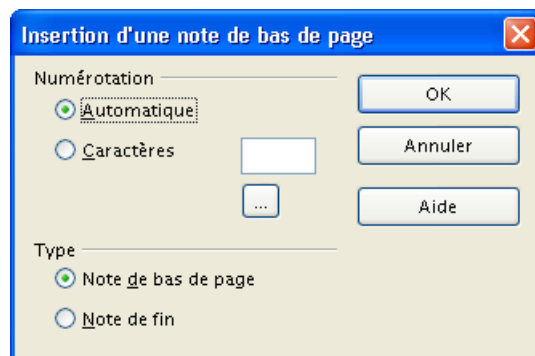 Insertion d'une note de bas de page
Numérotation
Automatique
Caractères
...
OK
Annuler
Aide
Type
Note de bas de page
Note de fin